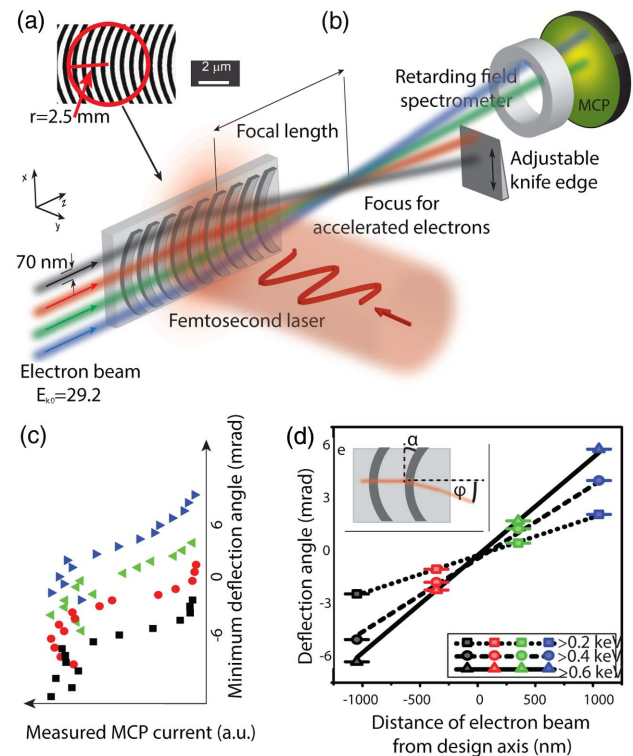 (a)
(b)
2 μm
r=2.5 mm
Retarding field
spectrometer
MCP
Focal length
Adjustable
knife edge
x
z
y
Focus for
accelerated electrons
70 nm
Femtosecond laser
Electron beam
Ek0=29.2
(c)
Minimum deflection angle (mrad)
6
0
-6
Measured MCP current (a.u.)
(d)
Deflection angle (mrad)
6
3
0
-3
-6
e
α
φ
>0.2 keV
>0.4 keV
>0.6 keV
-1000
-500
0
500
1000
Distance of electron beam
from design axis (nm)